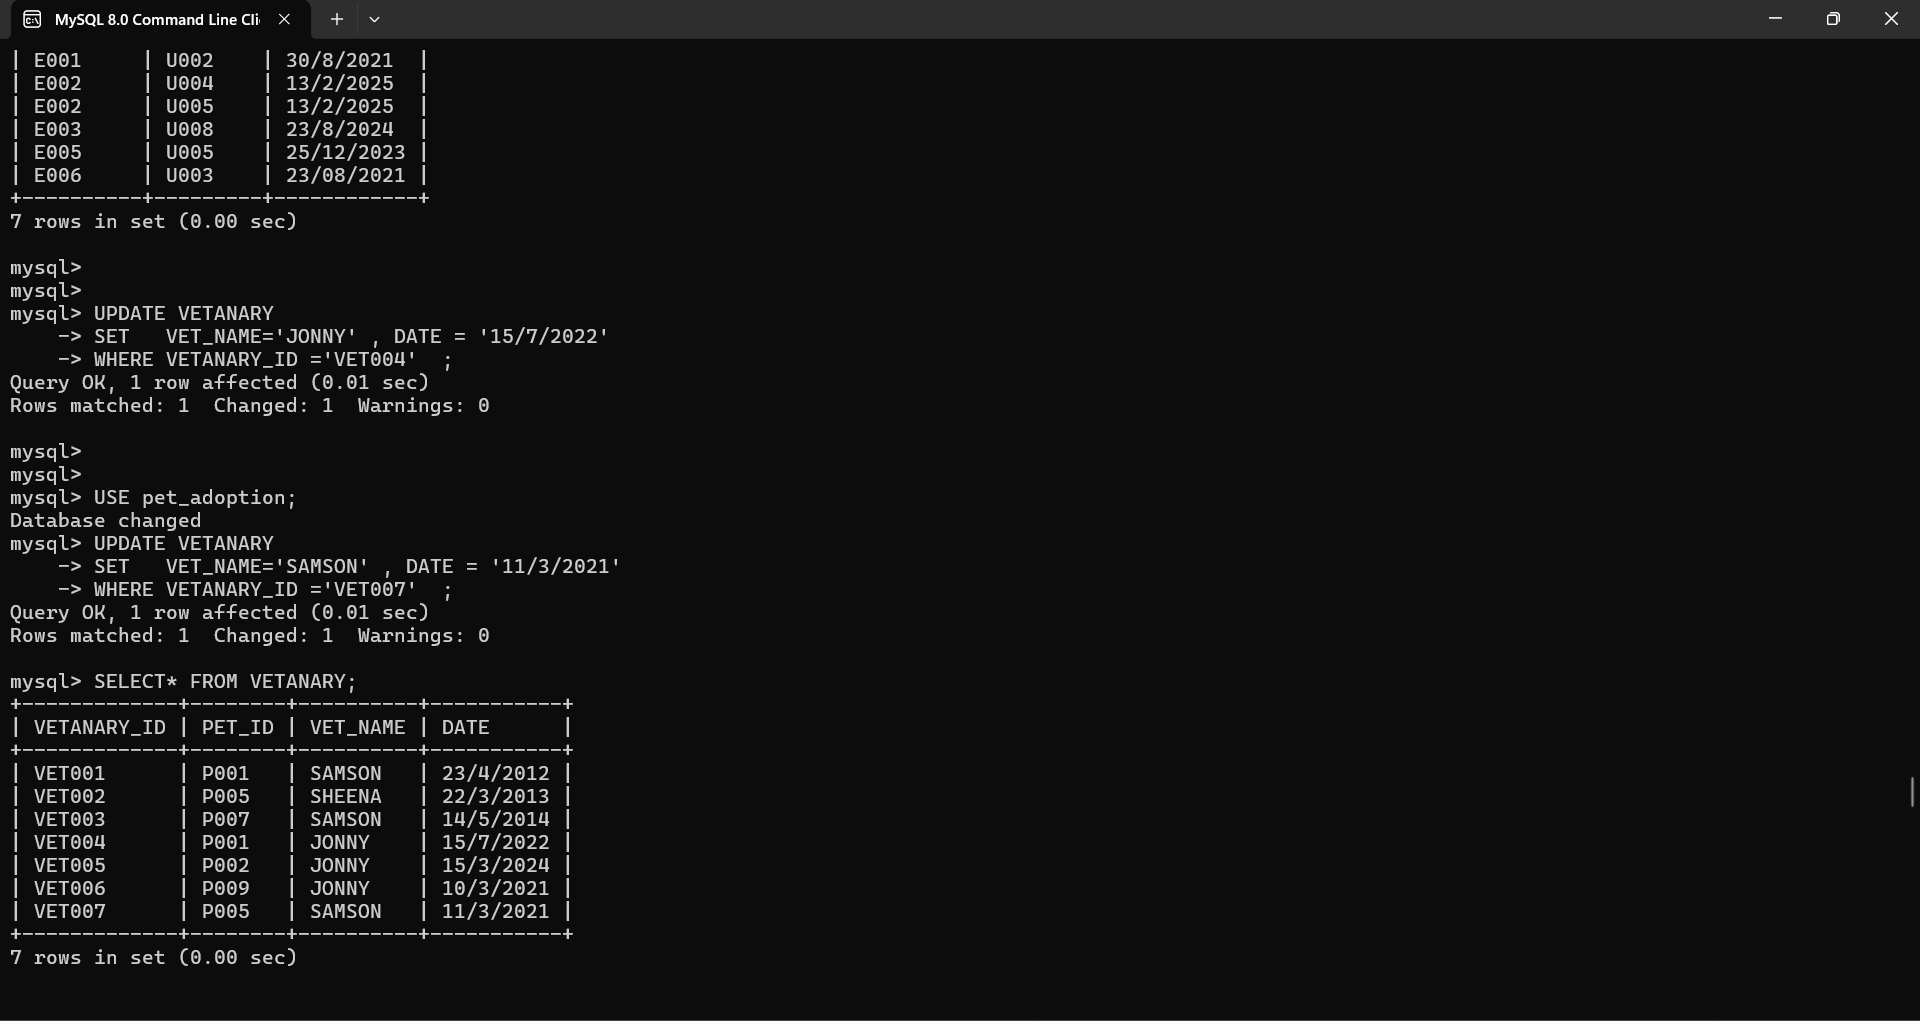 MySQL 8.0 Command Line Cli
| E001     | U002    | 30/8/2021  |
| E002     | U004    | 13/2/2025  |
| E002     | U005    | 13/2/2025  |
| E003     | U008    | 23/8/2024  |
| E005     | U005    | 25/12/2023 |
| E006     | U003    | 23/08/2021 |
+----------+---------+------------+
7 rows in set (0.00 sec)
mysql>
mysql>
mysql> UPDATE VETANARY
    -> SET   VET_NAME='JONNY' , DATE = '15/7/2022'
    -> WHERE VETANARY_ID ='VET004'  ;
Query OK, 1 row affected (0.01 sec)
Rows matched: 1  Changed: 1  Warnings: 0
mysql>
mysql>
mysql> USE pet_adoption;
Database changed
mysql> UPDATE VETANARY
    -> SET   VET_NAME='SAMSON' , DATE = '11/3/2021'
    -> WHERE VETANARY_ID ='VET007'  ;
Query OK, 1 row affected (0.01 sec)
Rows matched: 1  Changed: 1  Warnings: 0
mysql> SELECT* FROM VETANARY;
+-------------+--------+----------+-----------+
| VETANARY_ID | PET_ID | VET_NAME | DATE      |
+-------------+--------+----------+-----------+
| VET001      | P001   | SAMSON   | 23/4/2012 |
| VET002      | P005   | SHEENA   | 22/3/2013 |
| VET003      | P007   | SAMSON   | 14/5/2014 |
| VET004      | P001   | JONNY    | 15/7/2022 |
| VET005      | P002   | JONNY    | 15/3/2024 |
| VET006      | P009   | JONNY    | 10/3/2021 |
| VET007      | P005   | SAMSON   | 11/3/2021 |
+-------------+--------+----------+-----------+
7 rows in set (0.00 sec)